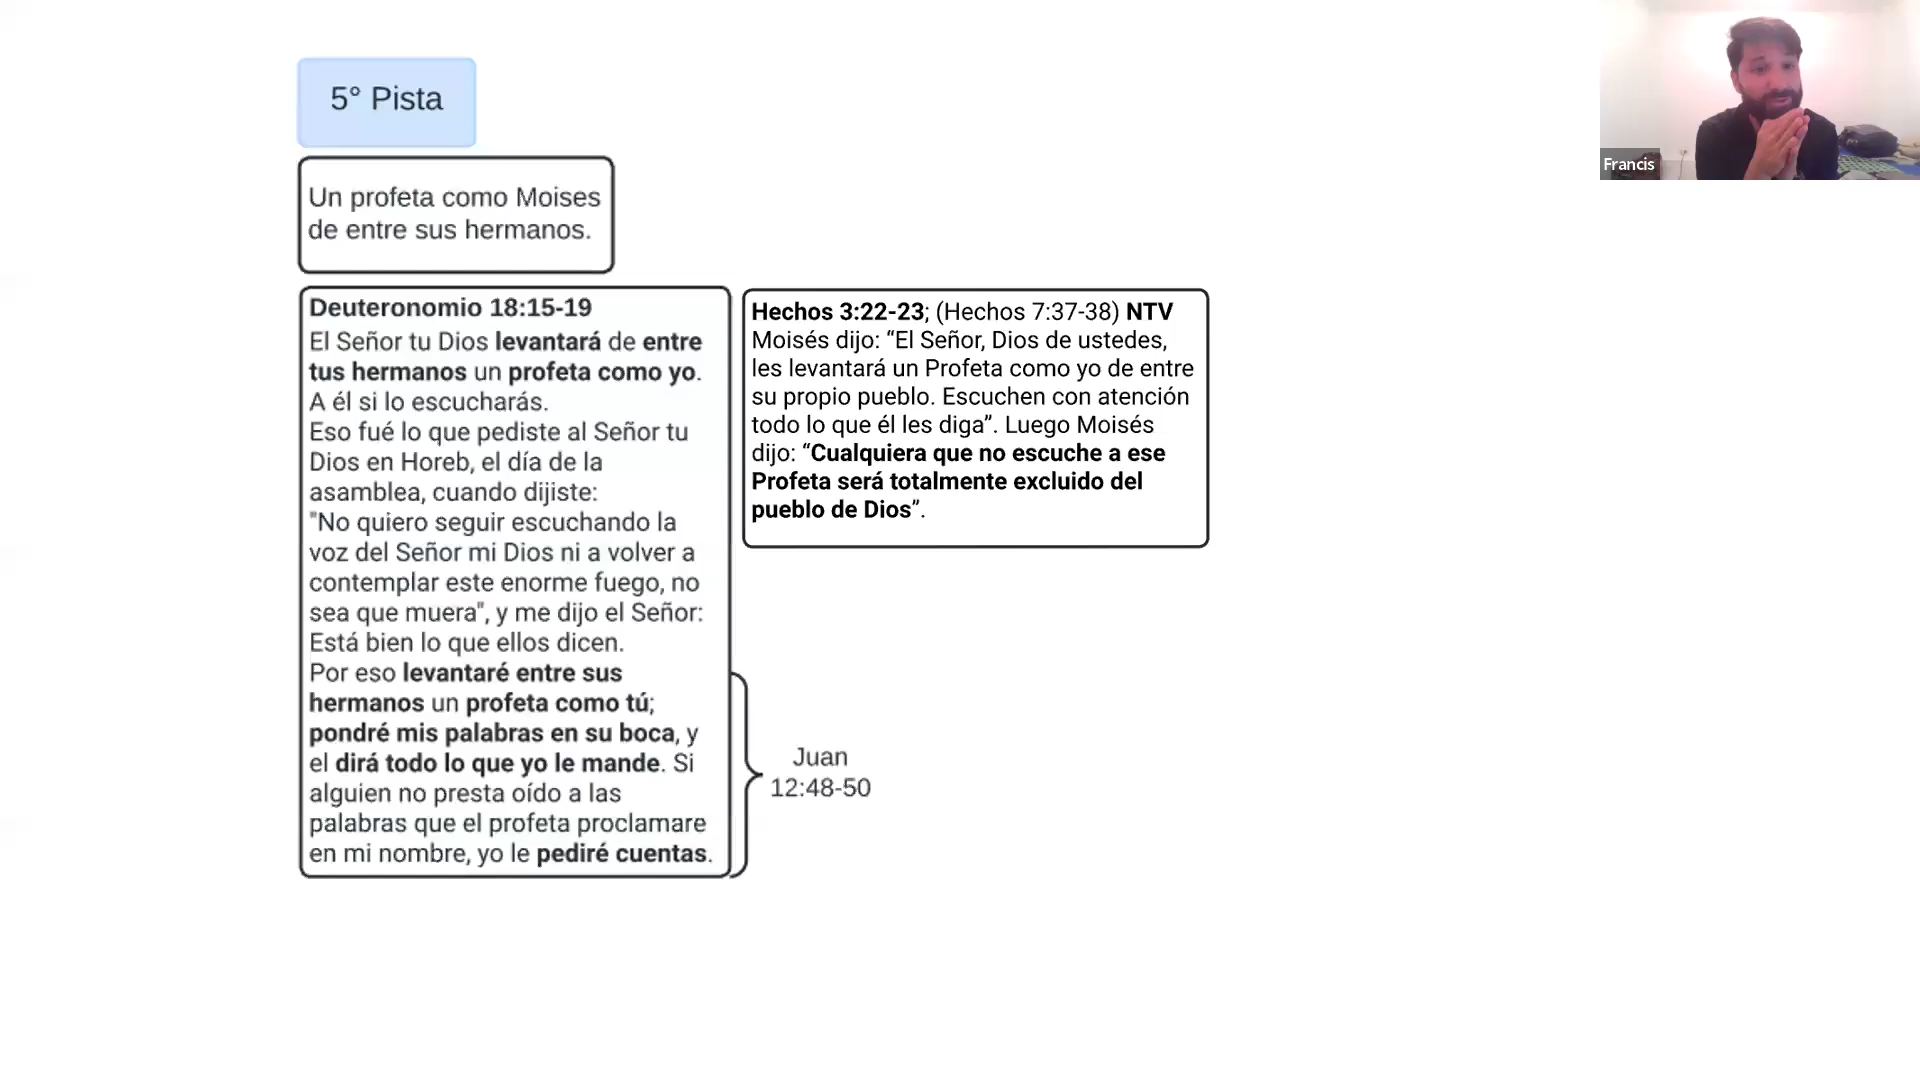 5° Pista
Un profeta como Moises
de entre sus hermanos.
Deuteronomio 18:15-19
El Señor tu Dios levantará de entre
tus hermanos un profeta como yo.
A él si lo escucharás.
Eso fué lo que pediste al Señor tu
Dios en Horeb, el día de la
asamblea, cuando dijiste:
"No quiero seguir escuchando la
voz del Señor mi Dios ni a volver a
contemplar este enorme fuego, no
sea que muera", y me dijo el Señor:
Está bien lo que ellos dicen.
Por eso levantaré entre sus
hermanos un profeta como tú;
pondré mis palabras en su boca, y
el dirá todo lo que yo le mande. Si
alguien no presta oído a las
palabras que el profeta proclamare
en mi nombre, yo le pediré cuentas.
Hechos 3:22-23; (Hechos 7:37-38) NTV
Moisés dijo: “El Señor, Dios de ustedes,
les levantará un Profeta como yo de entre
su propio pueblo. Escuchen con atención
todo lo que él les diga”. Luego Moisés
dijo: “Cualquiera que no escuche a ese
Profeta será totalmente excluido del
pueblo de Dios”.
Juan
12:48-50
Francis